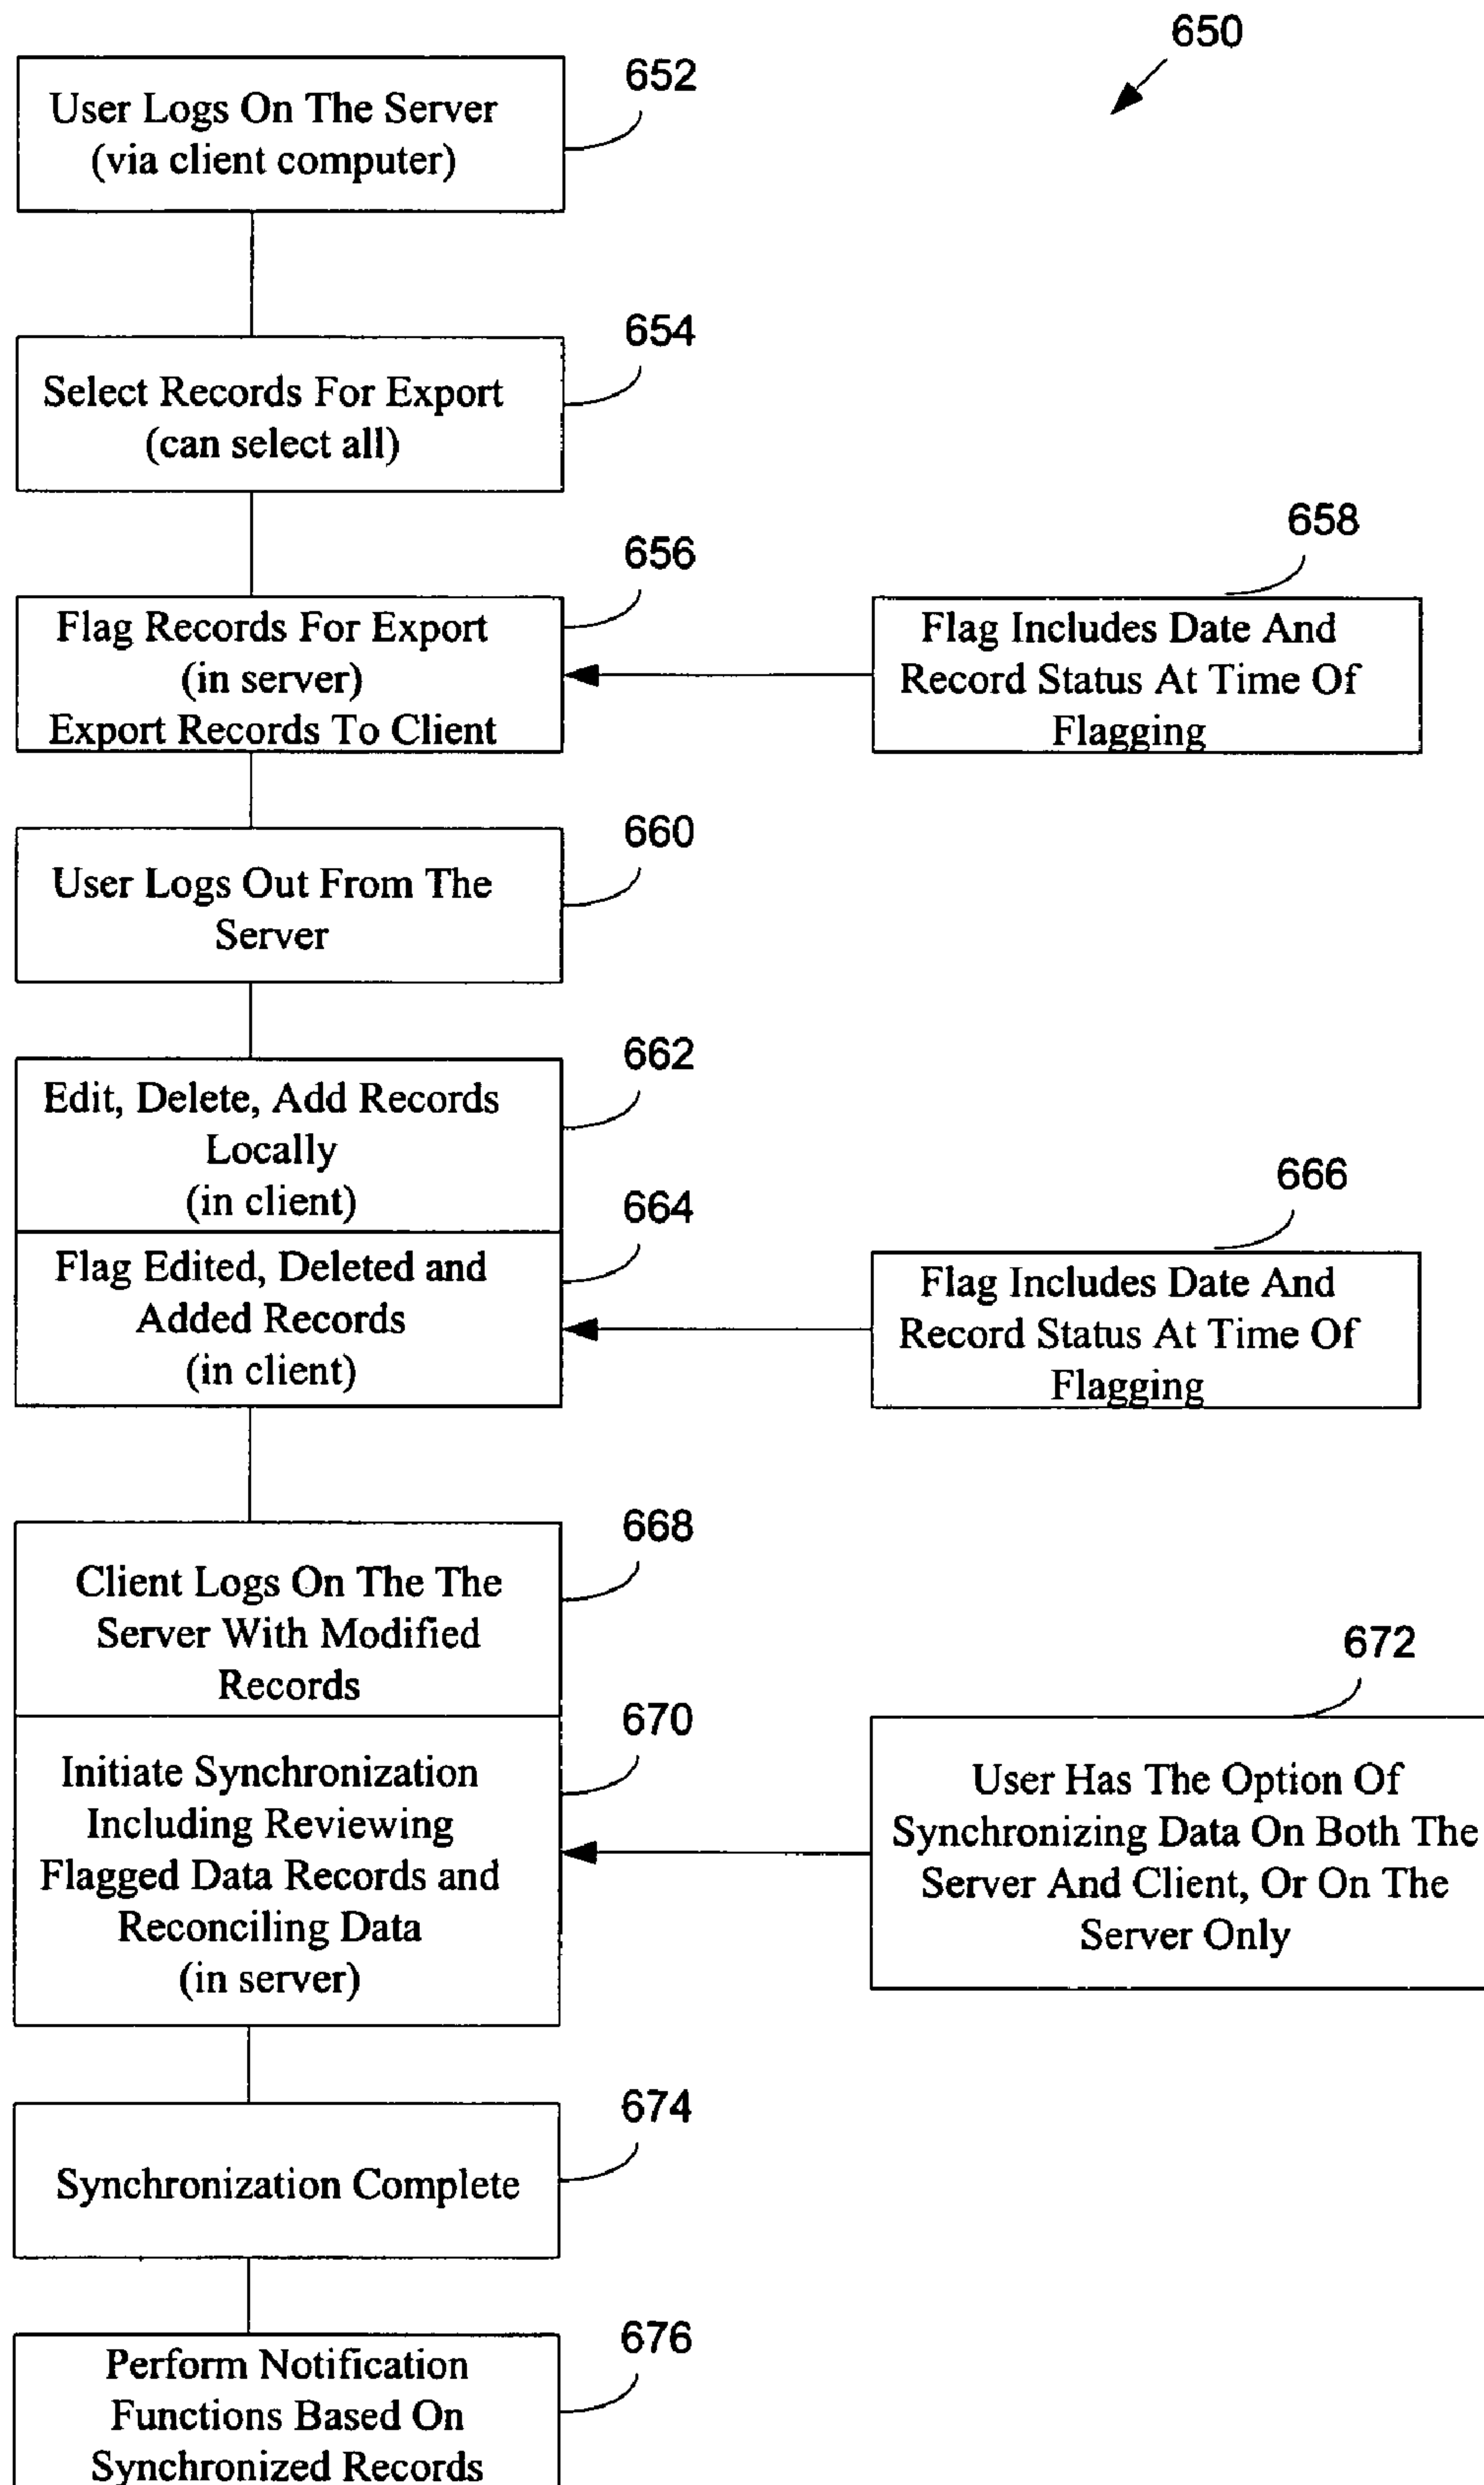 650
652
User Logs On The Server
(via client computer)
654
Select Records For Export
(can select all)
656
Flag Records For Export
(in server)
Export Records To Client
658
Flag Includes Date And
Record Status At Time Of
Flagging
660
User Logs Out From The
Server
662
Edit, Delete, Add Records
Locally
(in client)
664
Flag Edited, Deleted and
Added Records
(in client)
666
Flag Includes Date And
Record Status At Time Of
Flagging
668
Client Logs On The The
Server With Modified
Records
670
Initiate Synchronization
Including Reviewing
Flagged Data Records and
Reconciling Data
(in server)
672
User Has The Option Of
Synchronizing Data On Both The
Server And Client, Or On The
Server Only
674
Synchronization Complete
676
Perform Notification
Functions Based On
Synchronized Records